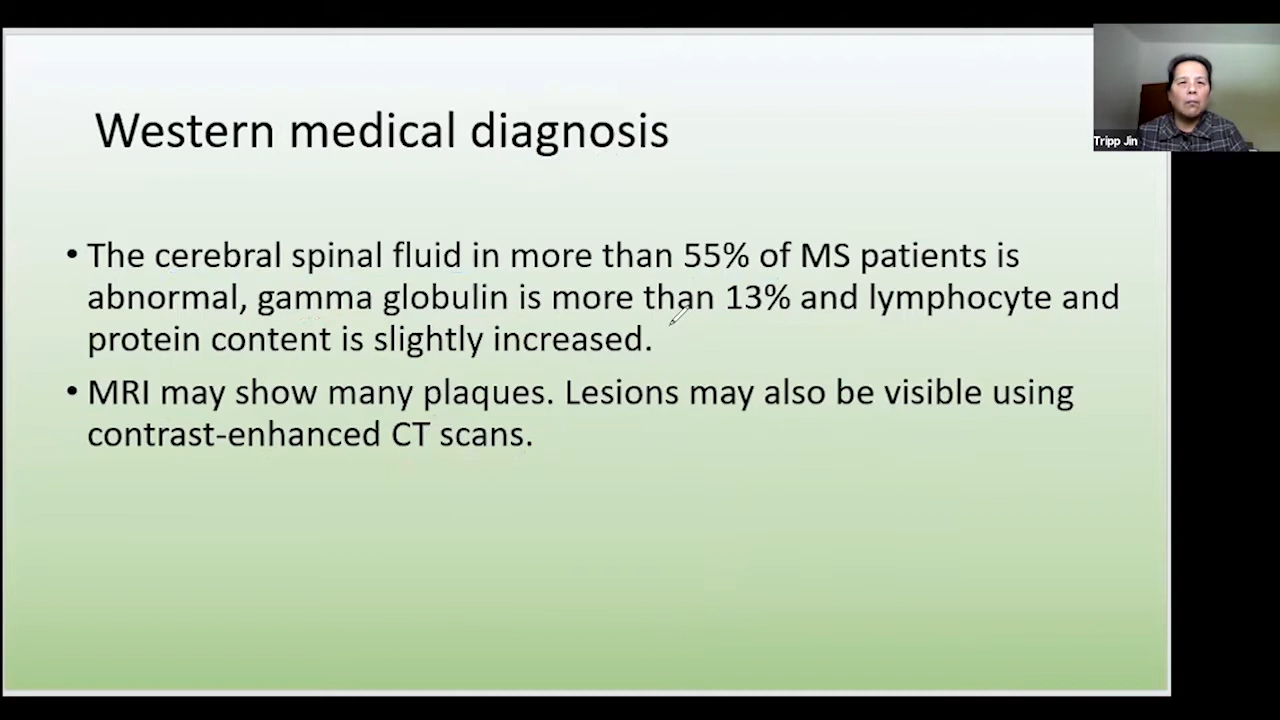 Western medical diagnosis
Tripp Jin
• The cerebral spinal fluid in more than 55% of MS patients is
abnormal, gamma globulin is more than 13% and lymphocyte and
protein content is slightly increased.
• MRI may show many plaques. Lesions may also be visible using
contrast-enhanced CT scans.